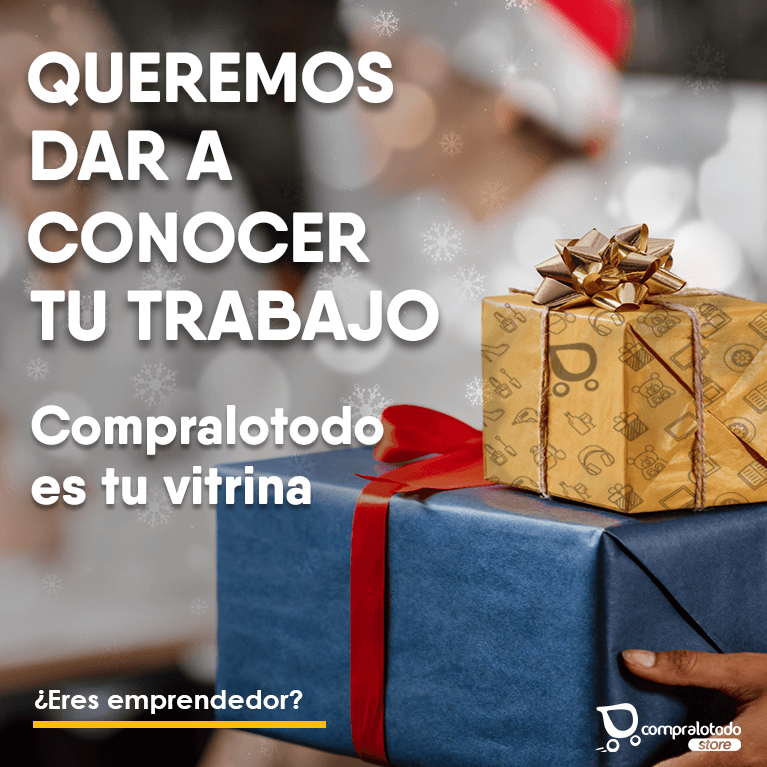 QUEREMOS
DAR A
CONOCER
TU TRABAJO
Compralotodo
es tu vitrina
¿Eres emprendedor?
compralotodo
store